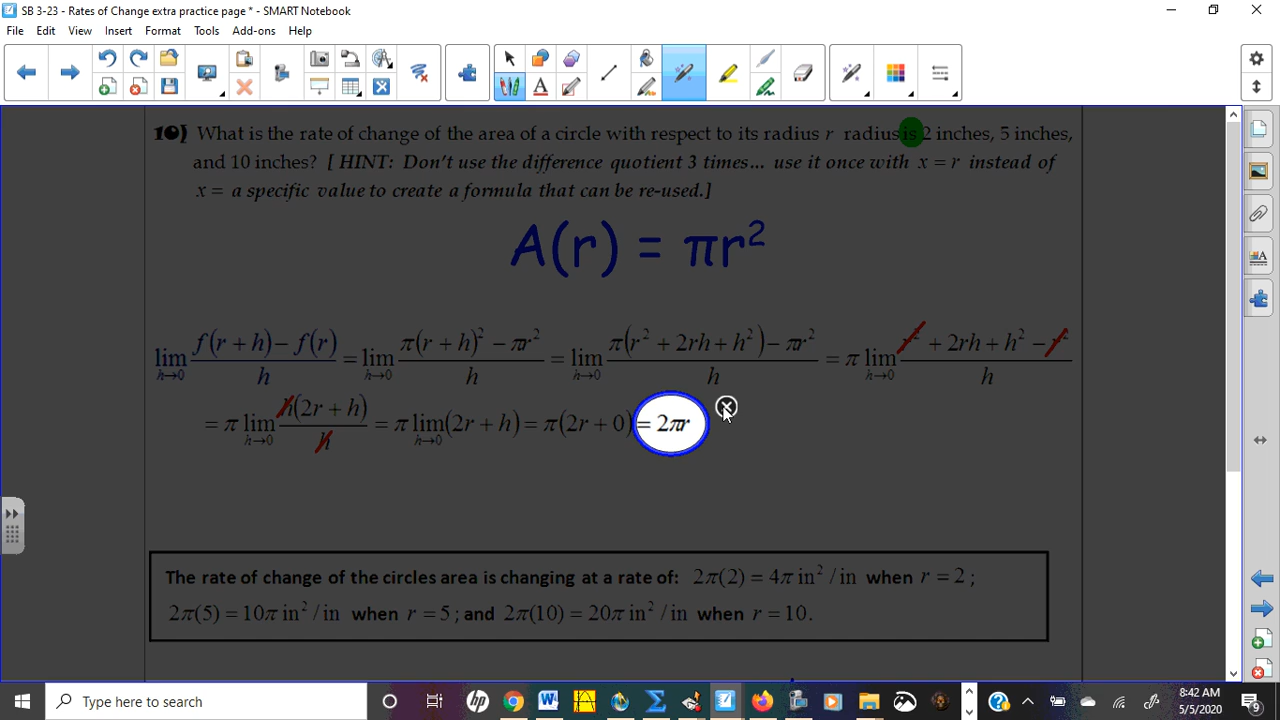 SB 3-23 - Rates of Change extra practice page * - SMART Notebook
File Edit View Insert Format Tools Add-ons Help
10) What is the rate of change of the area of a circle with respect to its radius r radius is 2 inches, 5 inches,
and 10 inches? [ HINT: Don't use the difference quotient 3 times... use it once with x = r instead of
x = a specific value to create a formula that can be re-used.]
A(r) = πr²
lim h→0 f(r + h) − f(r) / h = lim h→0 π(r + h)² − πr² / h = lim h→0 π(r² + 2rh + h²) − πr² / h = π lim h→0 r² + 2rh + h² − r² / h
= π lim h→0 h(2r + h) / h = π lim h→0 (2r + h) = π(2r + 0) = 2πr
The rate of change of the circles area is changing at a rate of: 2π(2) = 4π in² / in when r = 2 ;
2π(5) = 10π in² / in when r = 5 ; and 2π(10) = 20π in² / in when r = 10.
Type here to search
8:42 AM
5/5/2020